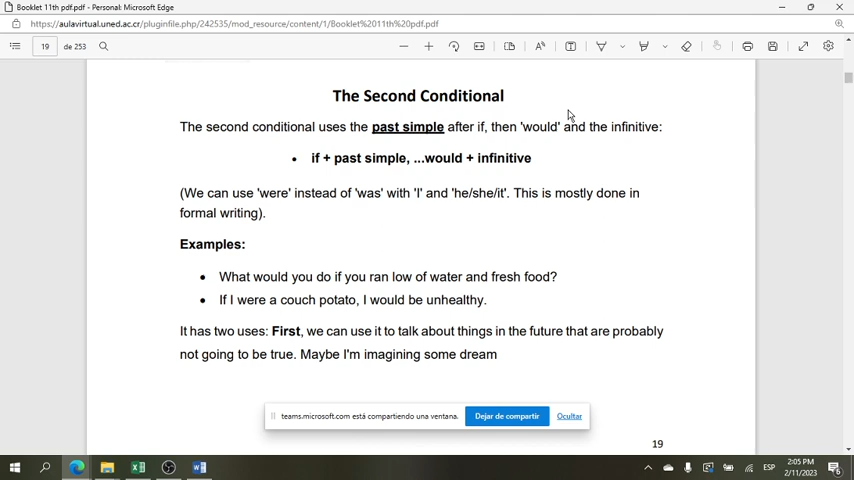 Booklet 11th pdf.pdf - Personal: Microsoft Edge
https://aulavirtual.uned.ac.cr/pluginfile.php/242535/mod_resource/content/1/Booklet%2011th%20pdf.pdf
19 de 253
The Second Conditional
The second conditional uses the past simple after if, then 'would' and the infinitive:
• if + past simple, ...would + infinitive
(We can use 'were' instead of 'was' with 'I' and 'he/she/it'. This is mostly done in
formal writing).
Examples:
• What would you do if you ran low of water and fresh food?
• If I were a couch potato, I would be unhealthy.
It has two uses: First, we can use it to talk about things in the future that are probably
not going to be true. Maybe I'm imagining some dream
teams.microsoft.com está compartiendo una ventana. Dejar de compartir Ocultar
19
ESP
2:05 PM
2/11/2023
6